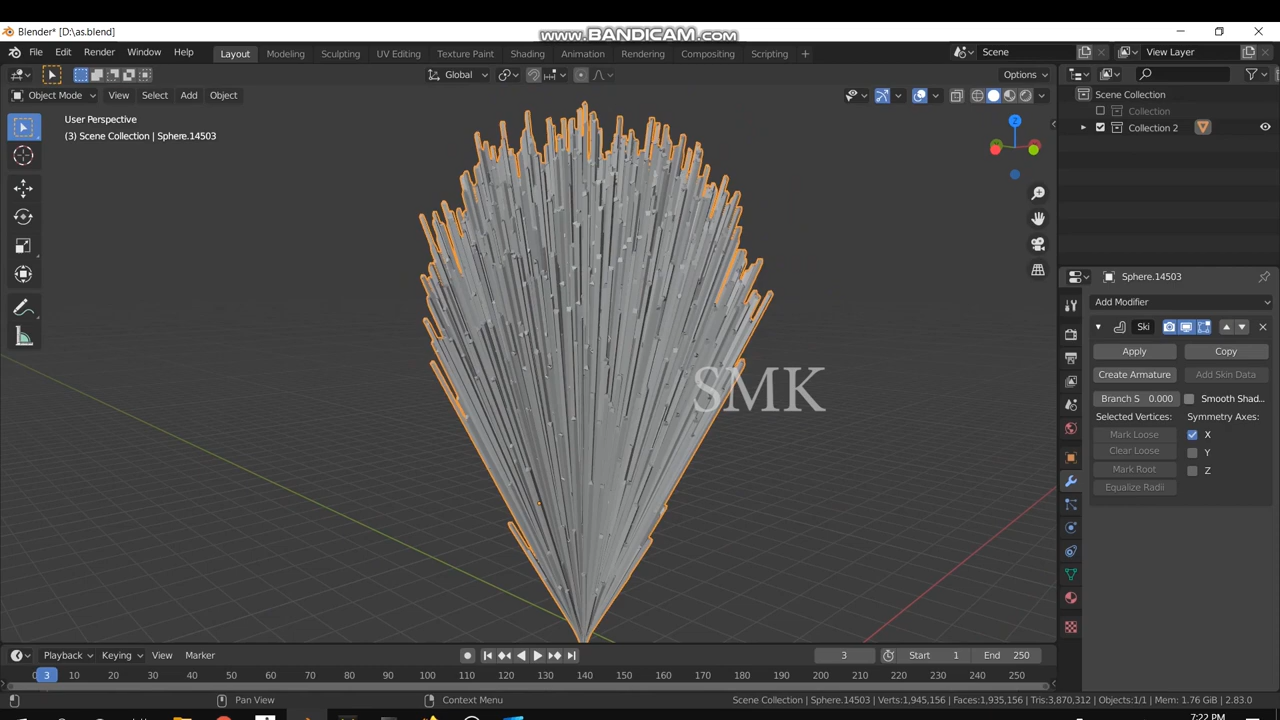 www.BANDICAM.com
Blender* [D:\as.blend]
File Edit Render Window Help Layout Modeling Sculpting UV Editing Texture Paint Shading Animation Rendering Compositing Scripting + Scene View Layer
Global Options
Object Mode View Select Add Object
User Perspective
(3) Scene Collection | Sphere.14503
Z
Scene Collection
Collection
Collection 2
Sphere.14503
Add Modifier
Ski
Apply Copy
Create Armature Add Skin Data
Branch S 0.000 Smooth Shad...
Selected Vertices: Symmetry Axes:
Mark Loose X
Clear Loose Y
Mark Root Z
Equalize Radii
SMK
Playback Keying View Marker 3 Start 1 End 250
3 10 20 30 40 50 60 70 80 90 100 110 120 130 140 150 160 170 180 190 200 210 220 230 240 250
Pan View Context Menu Scene Collection | Sphere.14503 | Verts:1,945,156 | Faces:1,935,156 | Tris:3,870,312 | Objects:1/1 | Mem: 1.76 GiB | 2.83.0
7:22 PM